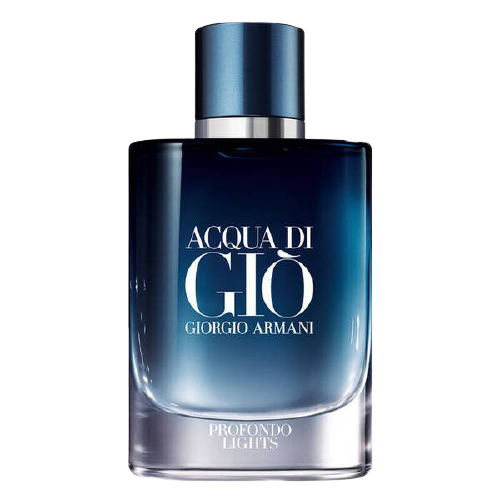 ACQUA DI
GIÒ
GIORGIO ARMANI
PROFONDO
LIGHTS